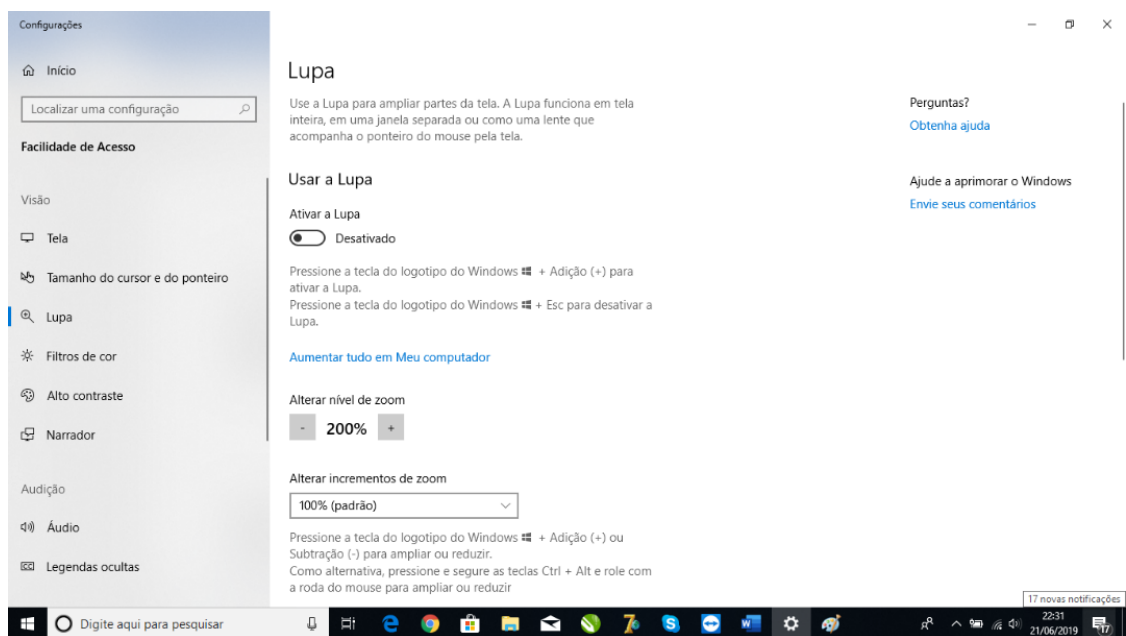 Configurações
Início
Localizar uma configuração
Facilidade de Acesso
Visão
Tela
Tamanho do cursor e do ponteiro
Lupa
Filtros de cor
Alto contraste
Narrador
Audição
Áudio
Legendas ocultas
Lupa
Use a Lupa para ampliar partes da tela. A Lupa funciona em tela
inteira, em uma janela separada ou como uma lente que
acompanha o ponteiro do mouse pela tela.
Usar a Lupa
Ativar a Lupa
Desativado
Pressione a tecla do logotipo do Windows + Adição (+) para
ativar a Lupa.
Pressione a tecla do logotipo do Windows + Esc para desativar a
Lupa.
Aumentar tudo em Meu computador
Alterar nível de zoom
- 200% +
Alterar incrementos de zoom
100% (padrão)
Pressione a tecla do logotipo do Windows + Adição (+) ou
Subtração (-) para ampliar ou reduzir.
Como alternativa, pressione e segure as teclas Ctrl + Alt e role com
a roda do mouse para ampliar ou reduzir
Perguntas?
Obtenha ajuda
Ajude a aprimorar o Windows
Envie seus comentários
17 novas notificações
Digite aqui para pesquisar
22:31
21/06/2019
17